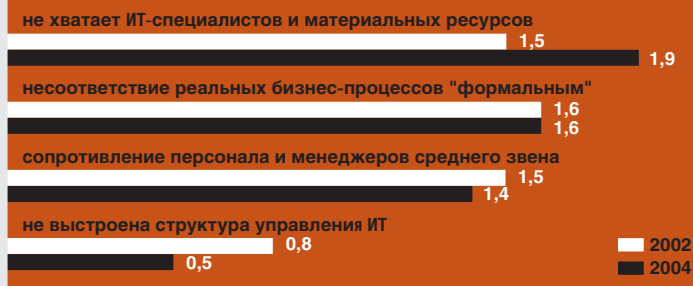 не хватает ИТ-специалистов и материальных ресурсов
1,5
1,9
несоответствие реальных бизнес-процессов "формальным"
1,6
1,6
сопротивление персонала и менеджеров среднего звена
1,5
1,4
не выстроена структура управления ИТ
0,8
0,5
2002
2004